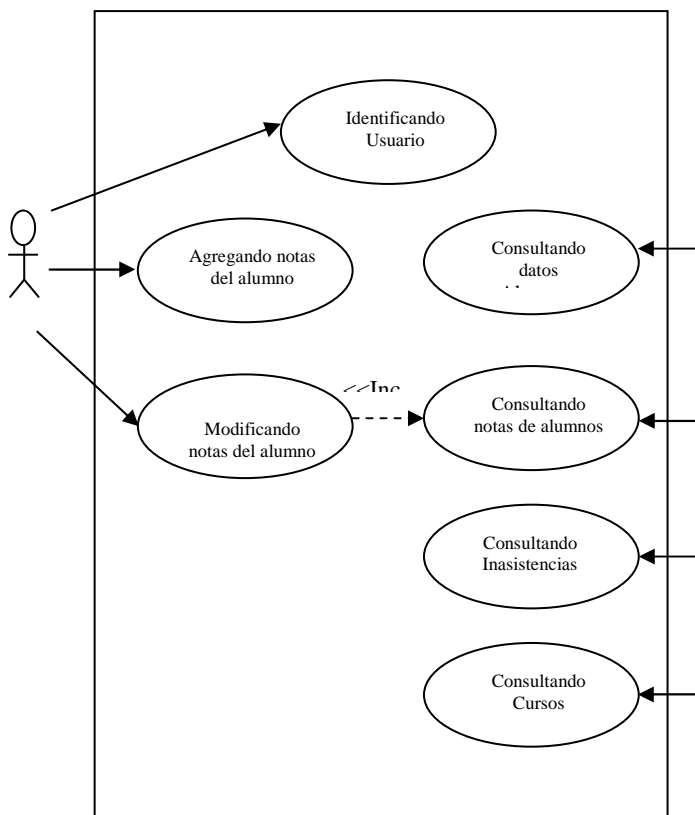 Identificando
Usuario
Agregando notas
del alumno
Consultando
datos
<<Inc
Modificando
notas del alumno
Consultando
notas de alumnos
Consultando
Inasistencias
Consultando
Cursos